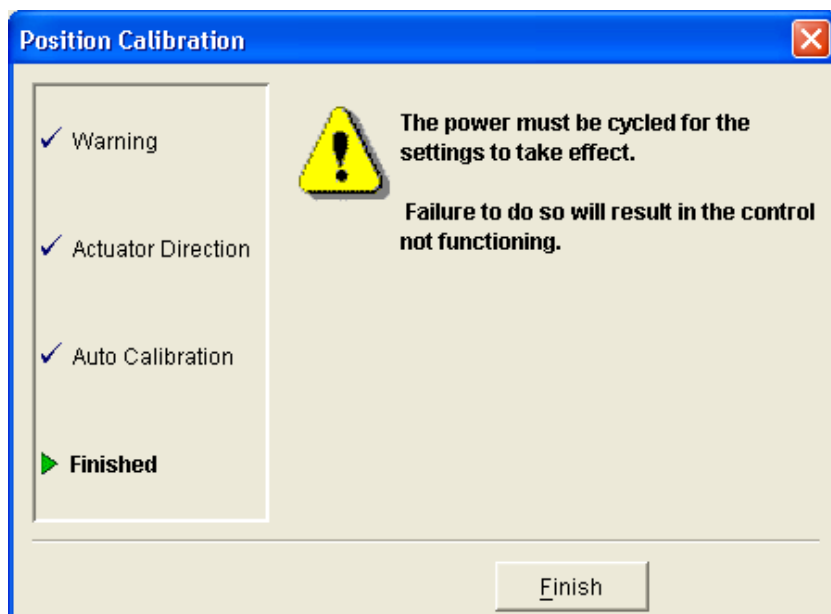 Position Calibration
Warning
Actuator Direction
Auto Calibration
Finished
The power must be cycled for the
settings to take effect.
Failure to do so will result in the control
not functioning.
Finish